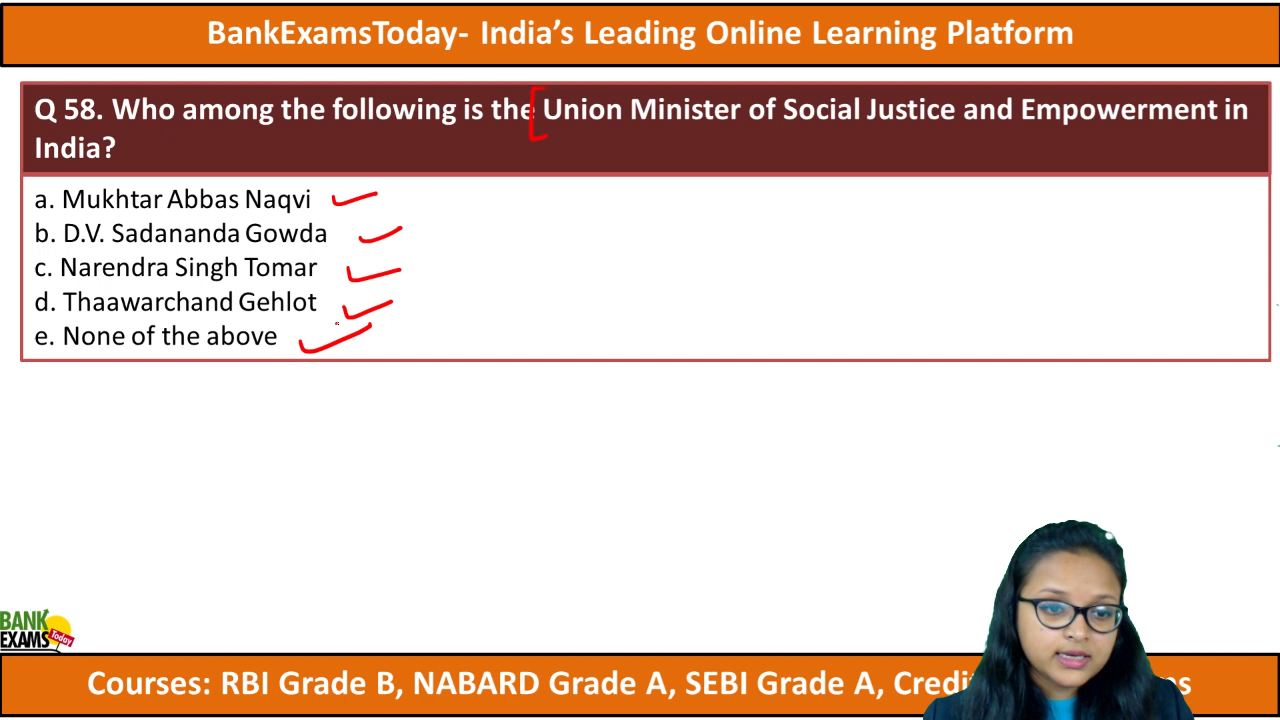 BankExamsToday- India's Leading Online Learning Platform
Q 58. Who among the following is the Union Minister of Social Justice and Empowerment in
India?
a. Mukhtar Abbas Naqvi
b. D.V. Sadananda Gowda
c. Narendra Singh Tomar
d. Thaawarchand Gehlot
e. None of the above
BANK
EXAMS Today
Courses: RBI Grade B, NABARD Grade A, SEBI Grade A,